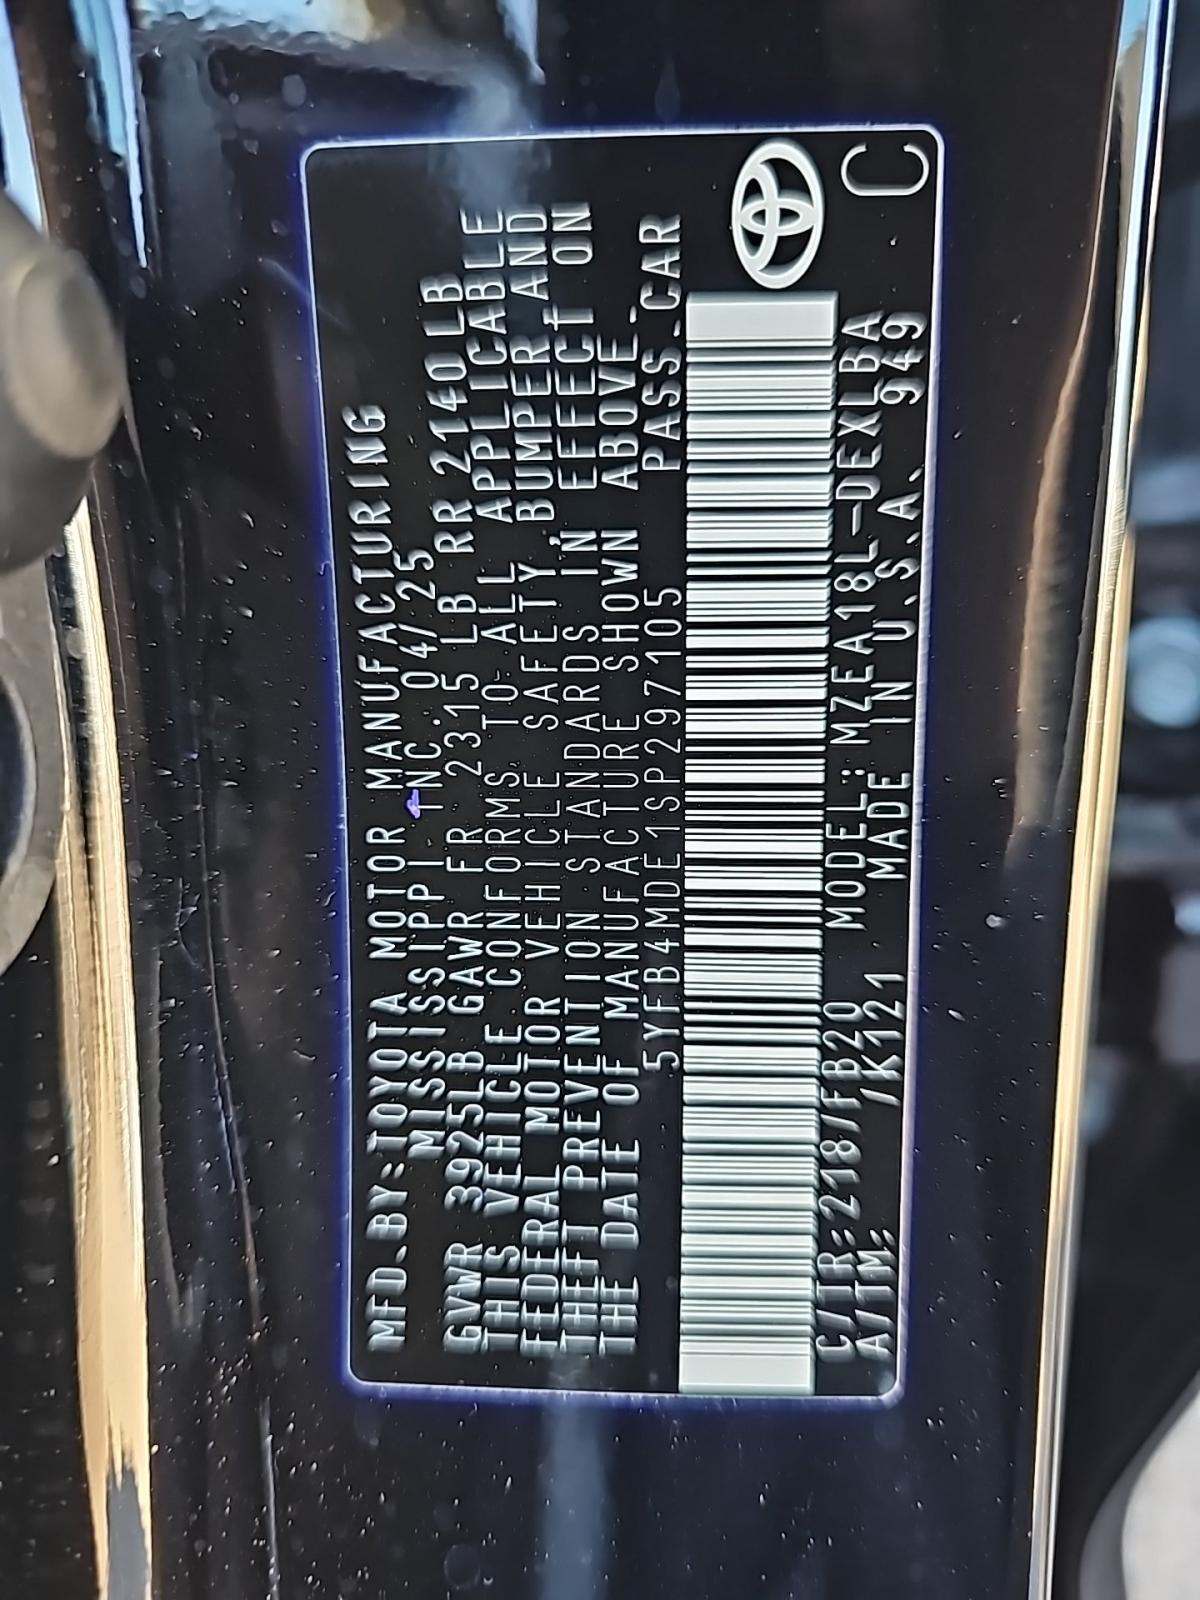 MFD.BY:TOYOTA MOTOR MANUFACTURING
MISSISSIPPI INC 04/25
GVWR 3925LB GAWR FR 2315 LB RR 2140LB
THIS VEHICLE CONFORMS TO ALL APPLICABLE
FEDERAL MOTOR VEHICLE SAFETY, BUMPER AND
THEFT PREVENTION STANDARDS IN EFFECT ON
THE DATE OF MANUFACTURE SHOWN ABOVE.
5YFB4MDE1SP297105 PASS.CAR
C/TR:218/FB20 MODEL:MZEA18L-DEXLBA
A/TM: /K121 MADE IN U.S.A. 949
C